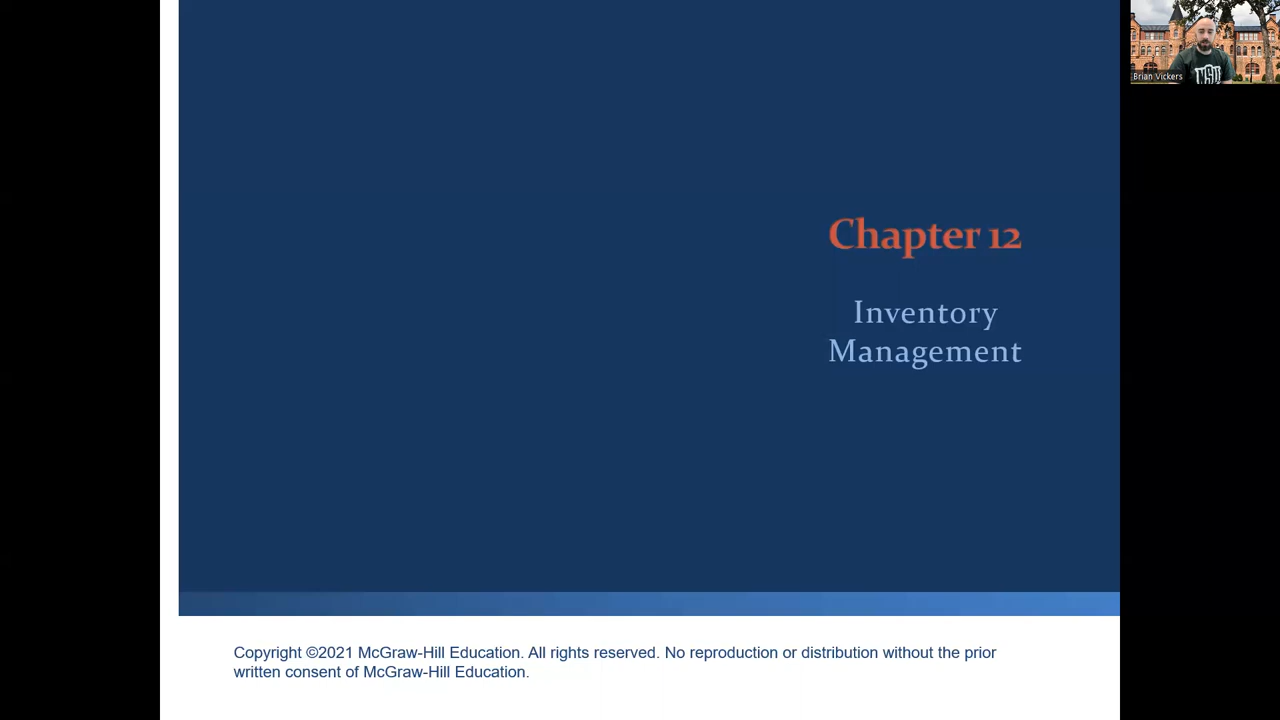 Brian Vickers
NSU
Chapter 12
Inventory
Management
Copyright ©2021 McGraw-Hill Education. All rights reserved. No reproduction or distribution without the prior
written consent of McGraw-Hill Education.